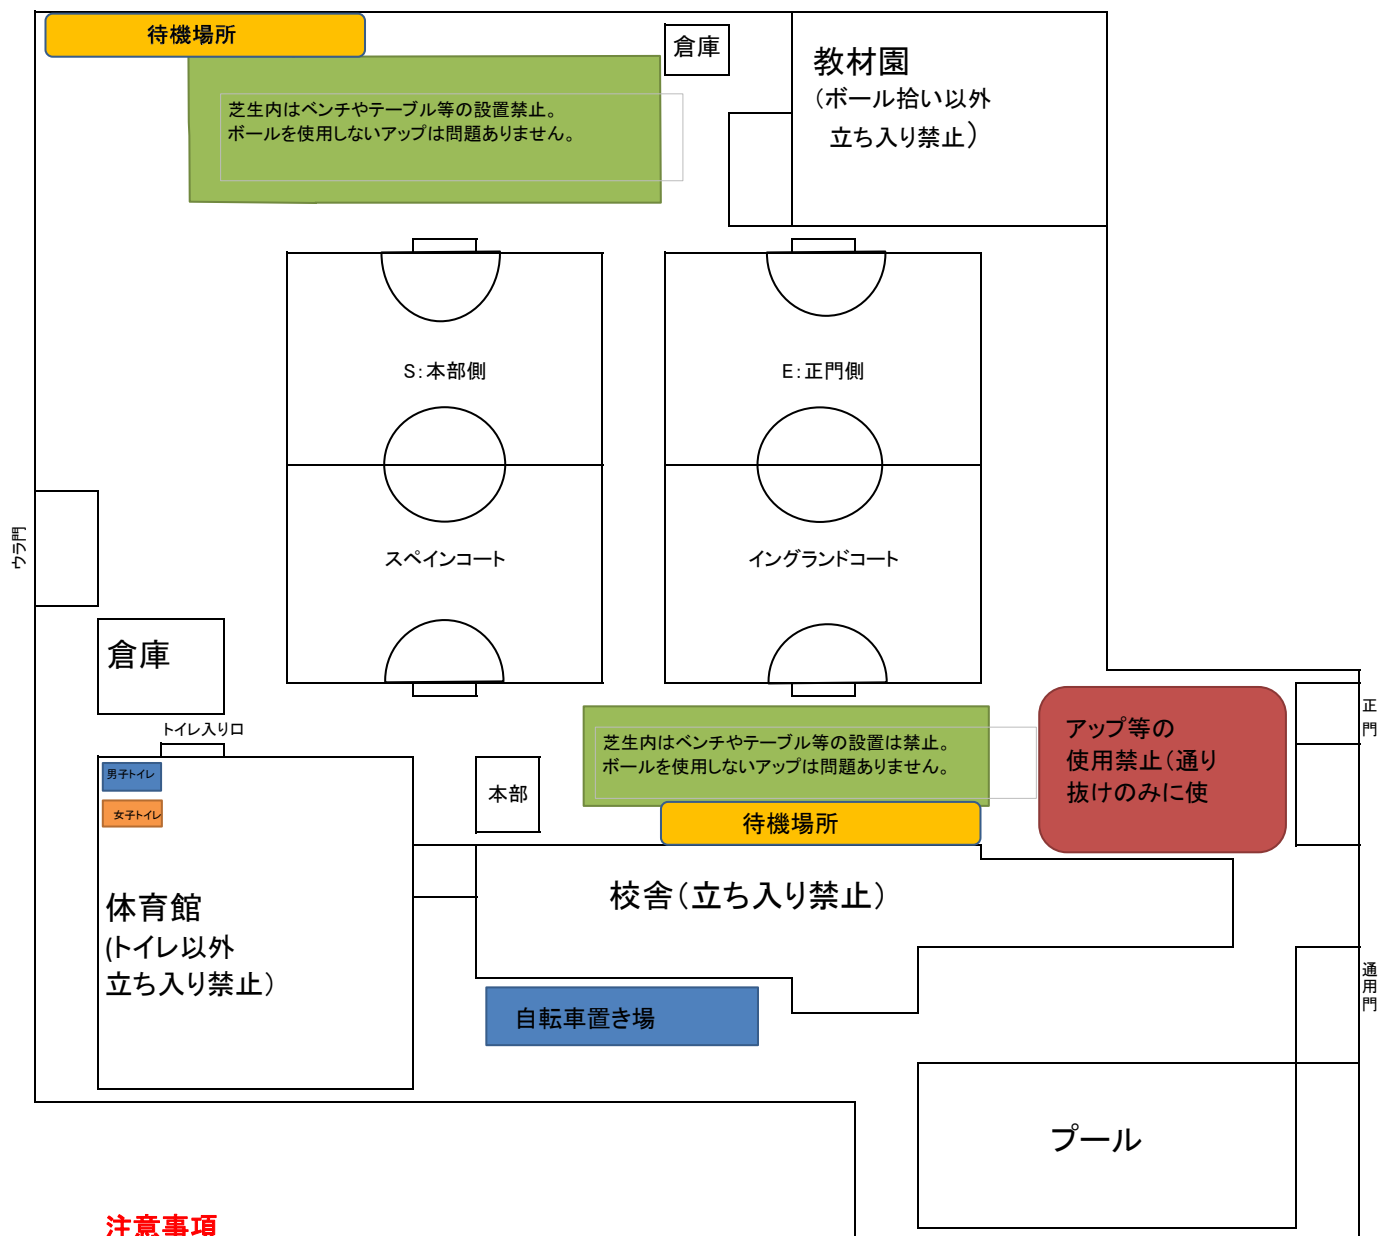 待機場所
倉庫
教材園
（ボール拾い以外
立ち入り禁止）
芝生内はベンチやテーブル等の設置禁止。
ボールを使用しないアップは問題ありません。
S：本部側
E：正門側
ウラ門
スペインコート
イングランドコート
倉庫
トイレ入り口
男子トイレ
女子トイレ
本部
芝生内はベンチやテーブル等の設置は禁止。
ボールを使用しないアップは問題ありません。
アップ等の
使用禁止（通り
抜けのみに使
正門
待機場所
校舎（立ち入り禁止）
体育館
(トイレ以外
立ち入り禁止）
自転車置き場
通用門
プール
注意事項